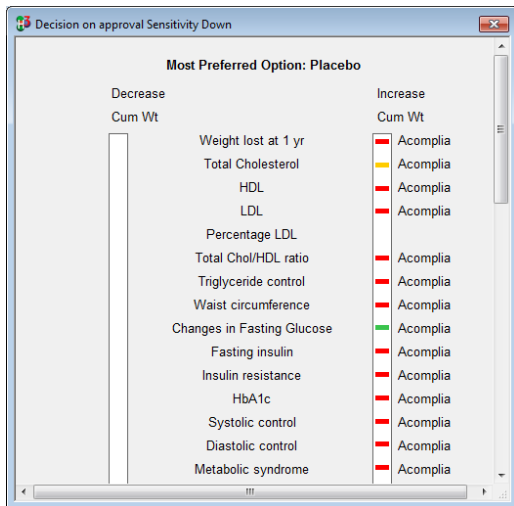 Decision on approval Sensitivity Down
Most Preferred Option: Placebo
Decrease Increase
Cum Wt Cum Wt
Weight lost at 1 yr Acomplia
Total Cholesterol Acomplia
HDL Acomplia
LDL Acomplia
Percentage LDL
Total Chol/HDL ratio Acomplia
Triglyceride control Acomplia
Waist circumference Acomplia
Changes in Fasting Glucose Acomplia
Fasting insulin Acomplia
Insulin resistance Acomplia
HbA1c Acomplia
Systolic control Acomplia
Diastolic control Acomplia
Metabolic syndrome Acomplia